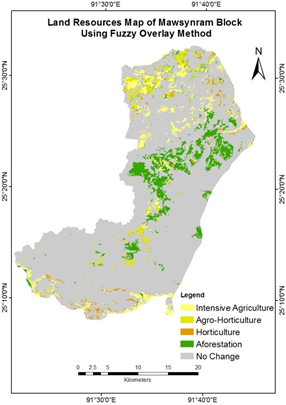 Land Resources Map of Mawsynram Block
Using Fuzzy Overlay Method
91°30'0"E 91°40'0"E
N
25°30'0"N 25°30'0"N
25°20'0"N 25°20'0"N
25°10'0"N 25°10'0"N
Legend
Intensive Agriculture
Agro-Horticulture
Horticulture
Aforestation
No Change
0 2.5 5 10 15 20
Kilometers
91°30'0"E 91°40'0"E